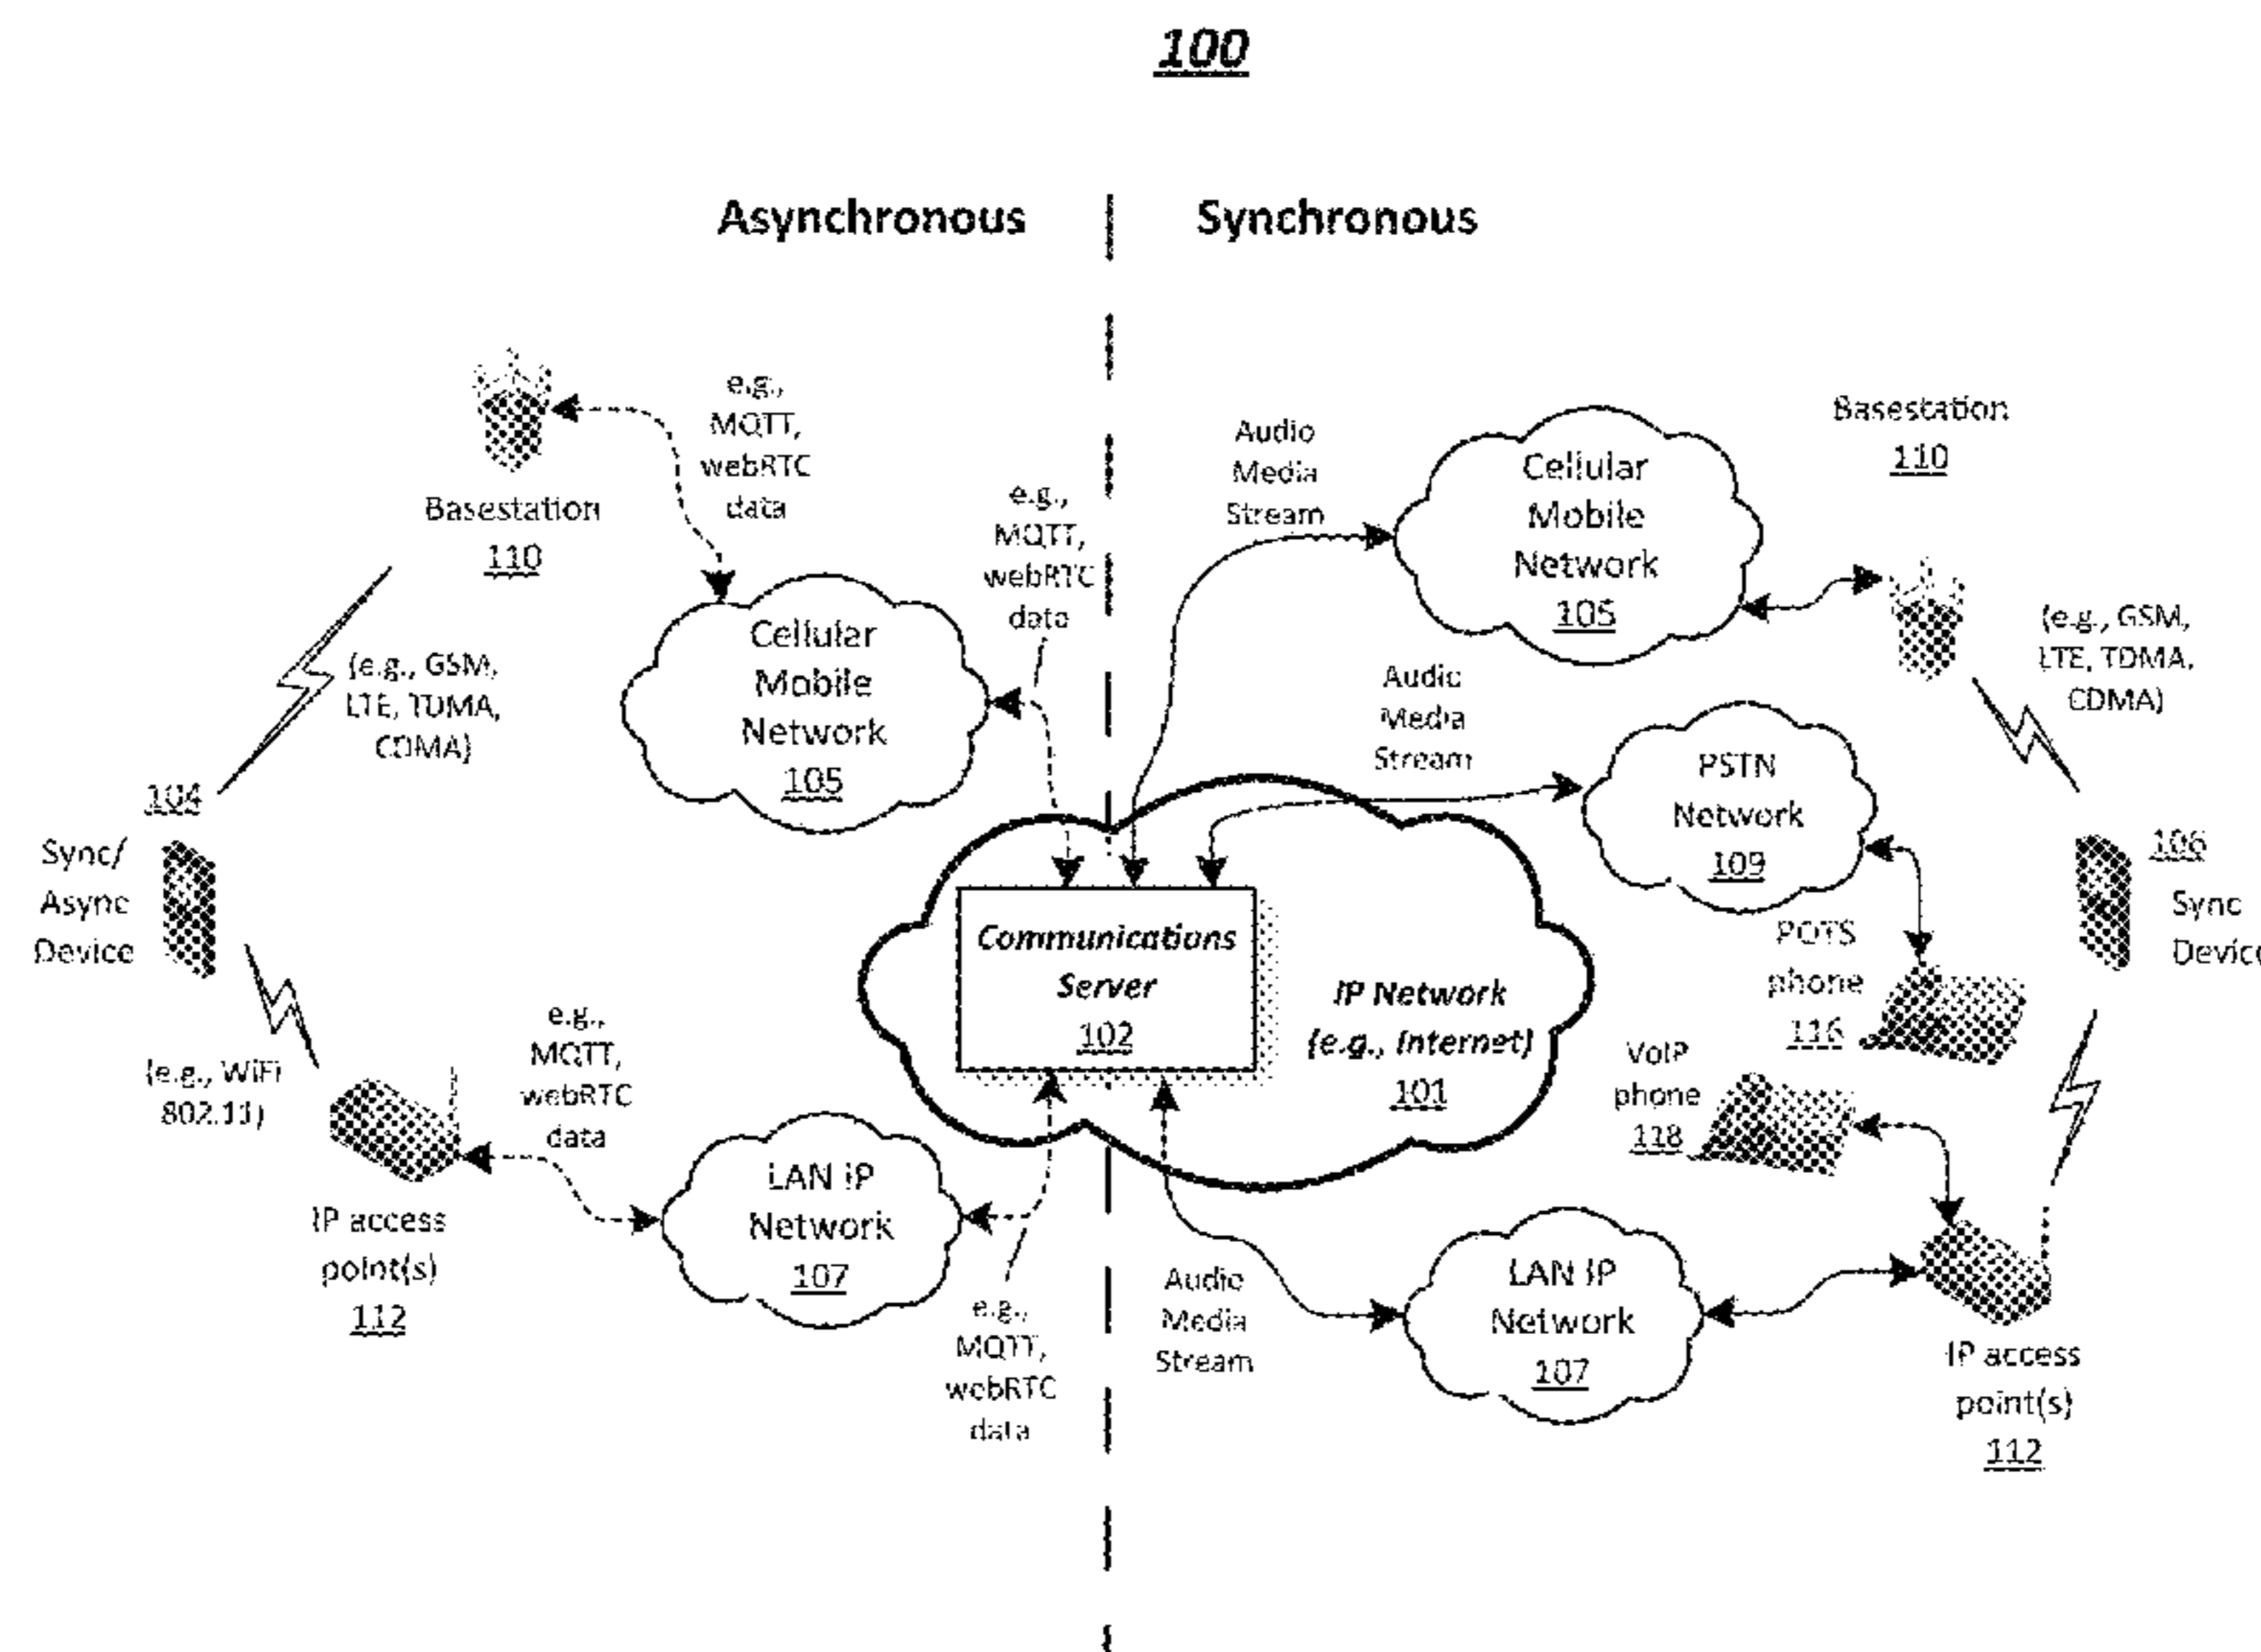 100
Asynchronous
Synchronous
e.g.,
MQTT,
webRTC
data
Basestation
110
(e.g., GSM,
LTE, TDMA,
CDMA)
Cellular
Mobile
Network
105
e.g.,
MQTT,
webRTC
data
104
Sync/
Async
Device
(e.g., WiFi
802.11)
IP access
point(s)
112
e.g.,
MQTT,
webRTC
data
LAN IP
Network
107
e.g.,
MQTT,
webRTC
data
Communications
Server
102
IP Network
(e.g., Internet)
101
Audio
Media
Stream
Cellular
Mobile
Network
105
Basestation
110
(e.g., GSM,
LTE, TDMA,
CDMA)
Audio
Media
Stream
PSTN
Network
109
POTS
phone
116
106
Sync
Device
VoIP
phone
118
Audio
Media
Stream
LAN IP
Network
107
IP access
point(s)
112